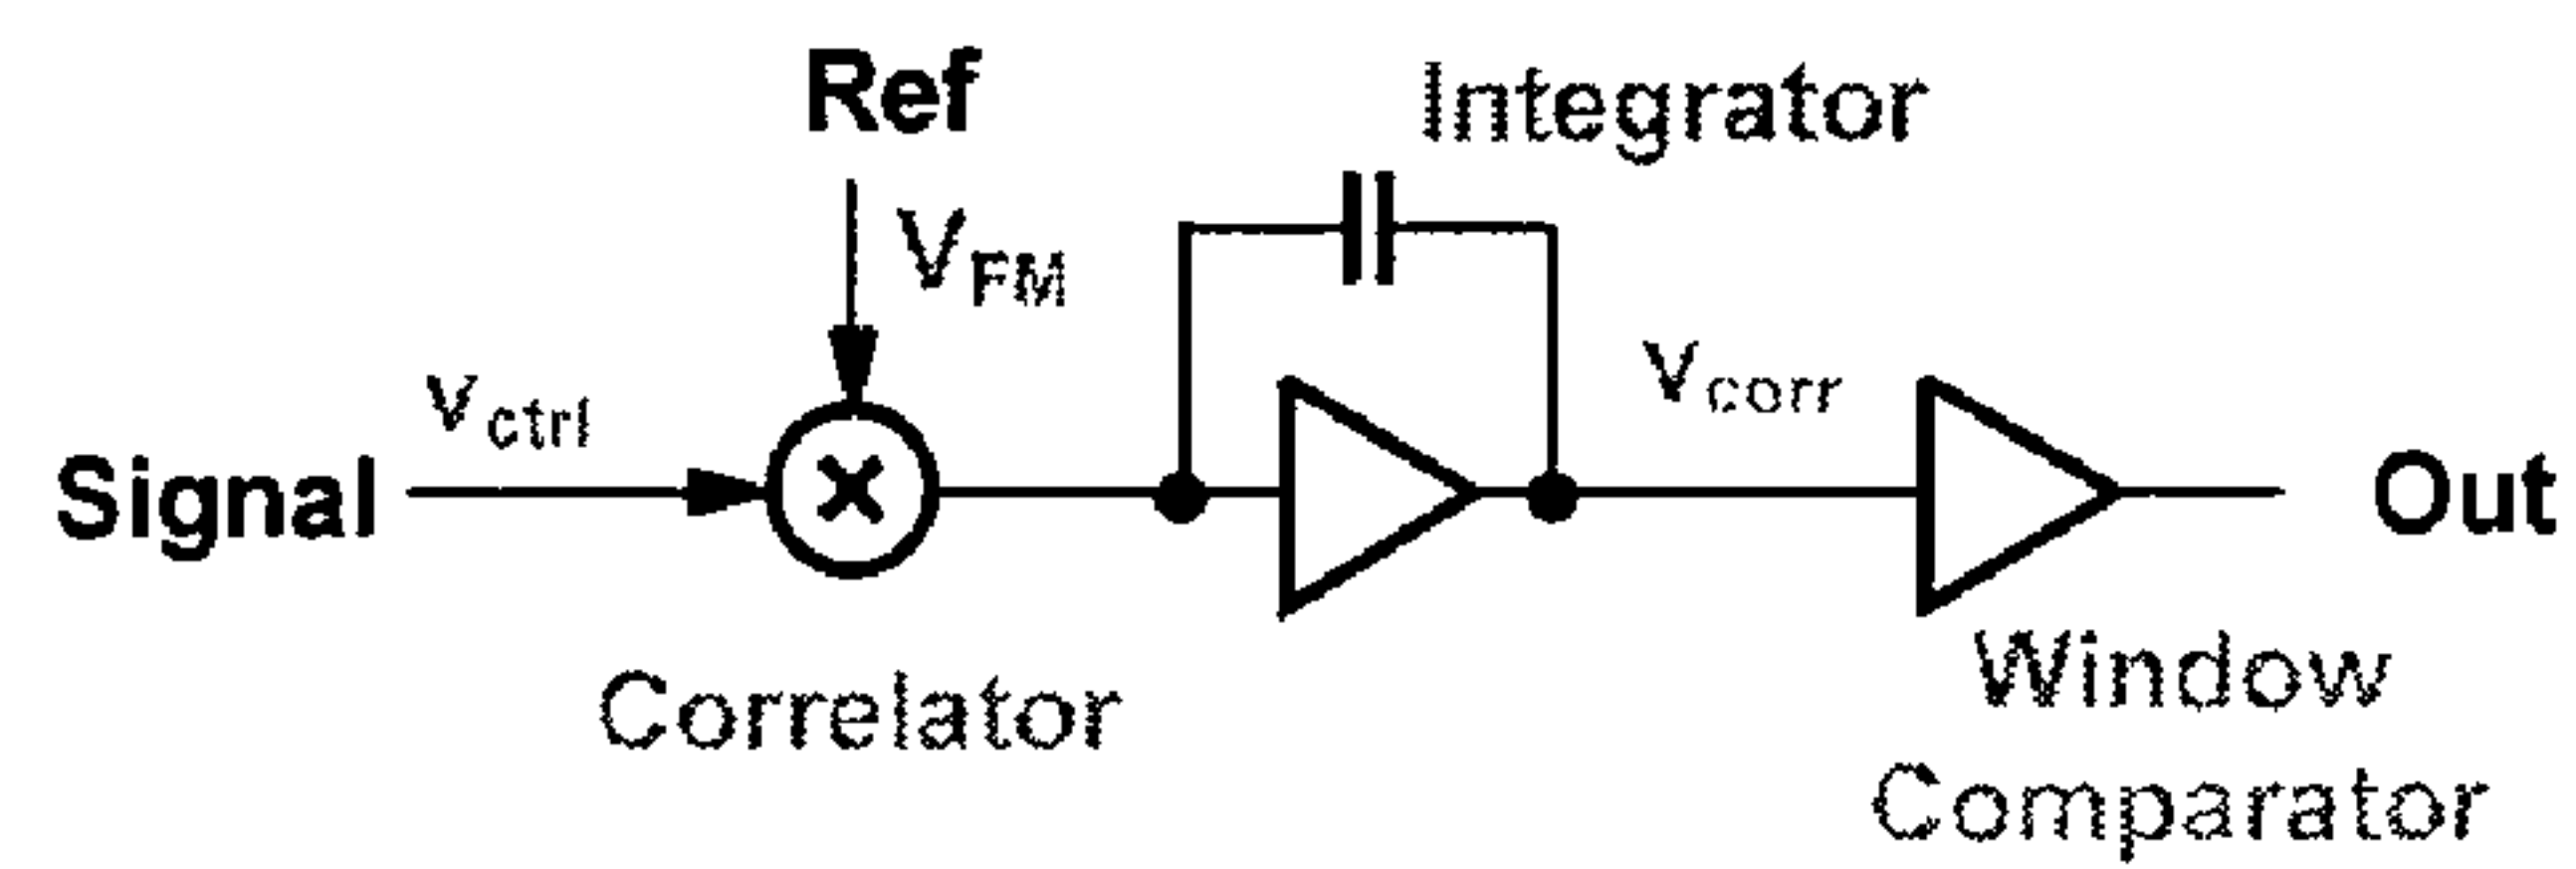 Ref
Integrator
VFM
vctrl
vcorr
Signal
×
Out
Correlator
Window
Comparator